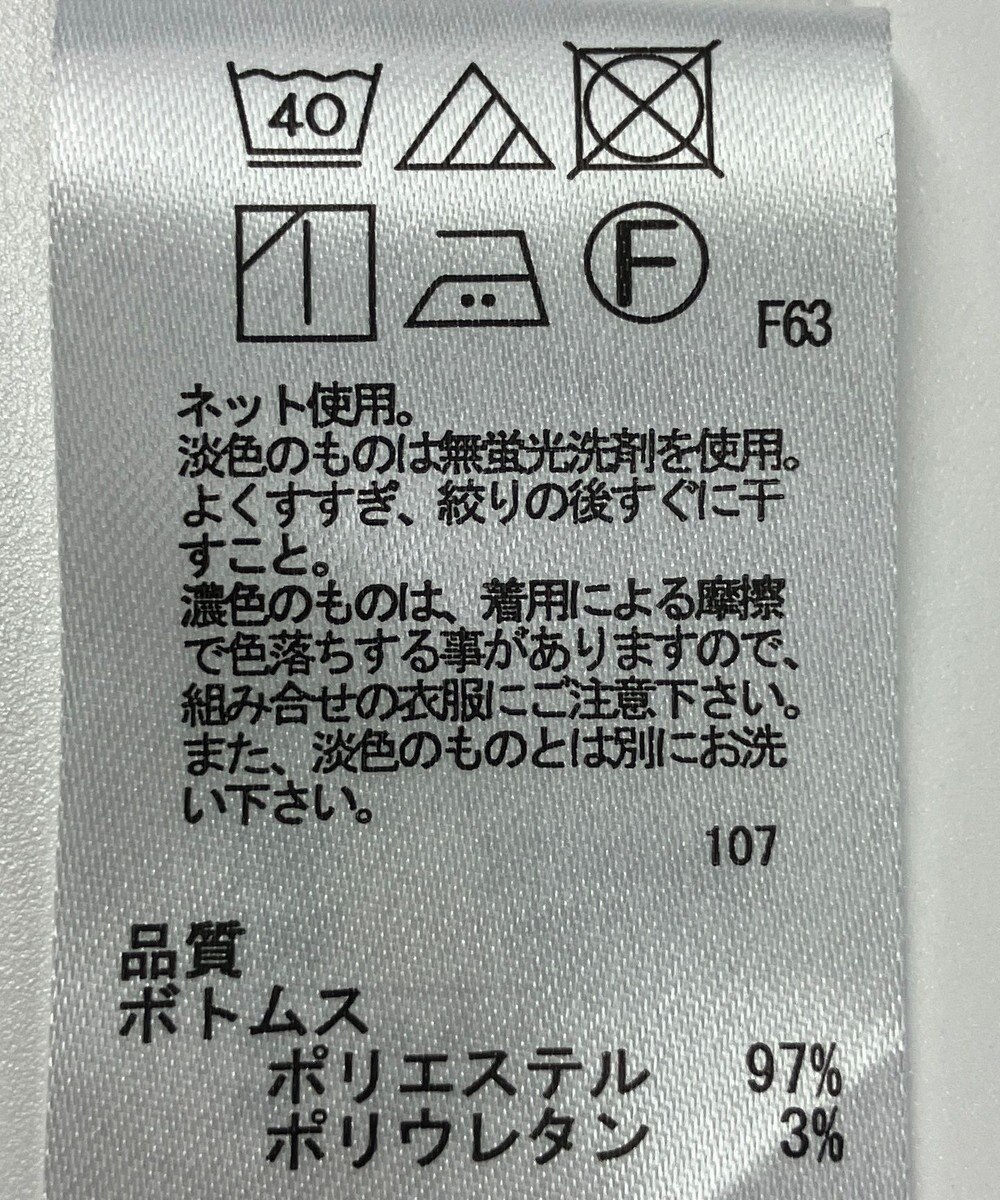 40
F
F63
ネット使用。
淡色のものは無蛍光洗剤を使用。
よくすすぎ、絞りの後すぐに干
すこと。
濃色のものは、着用による摩擦
で色落ちする事がありますので、
組み合せの衣服にご注意下さい。
また、淡色のものとは別にお洗
い下さい。
107
品質
ボトムス
ポリエステル 97%
ポリウレタン 3%